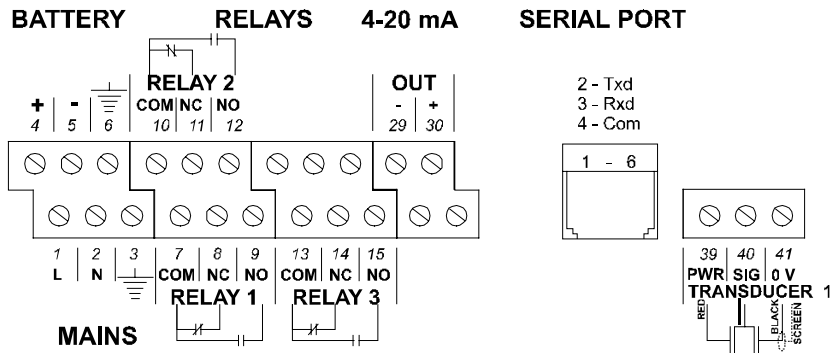 BATTERY RELAYS 4-20 mA SERIAL PORT
RELAY 2 OUT
+ - COM NC NO - +
4 5 6 10 11 12 29 30
2 - Txd
3 - Rxd
4 - Com
1 - 6
1 2 3 7 8 9 13 14 15
L N COM NC NO COM NC NO
RELAY 1 RELAY 3
MAINS
39 40 41
PWR SIG 0 V
TRANSDUCER 1
RED BLACK SCREEN